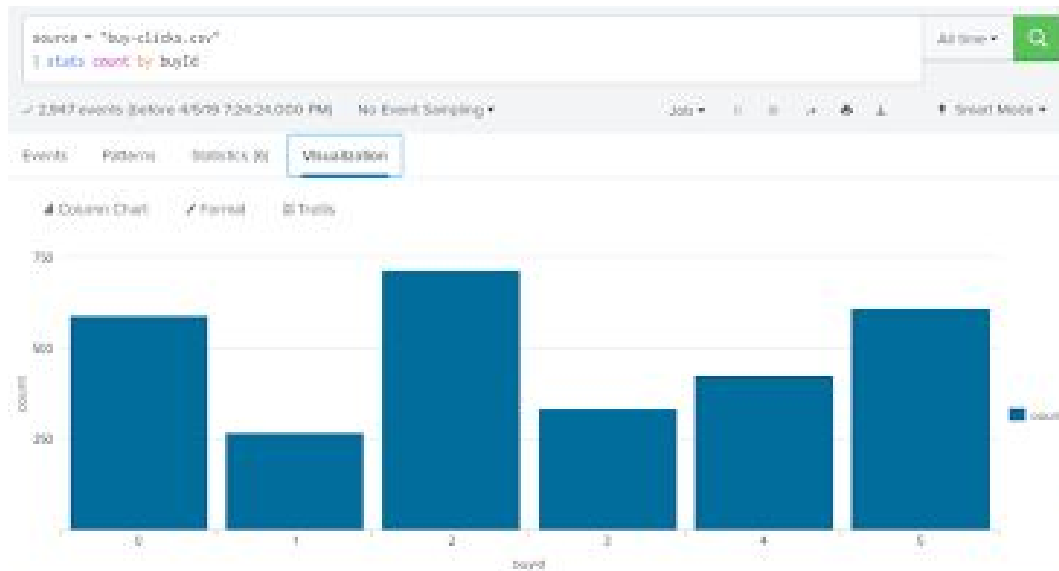 source = "buy-clicks.csv"
| stats count by buyId
All time
2,947 events (before 4/5/19 7:24:24.000 PM) No Event Sampling Job Smart Mode
Events Patterns Statistics (6) Visualization
Column Chart Format Trellis
750
500
250
count
0 1 2 3 4 5
buyId
count